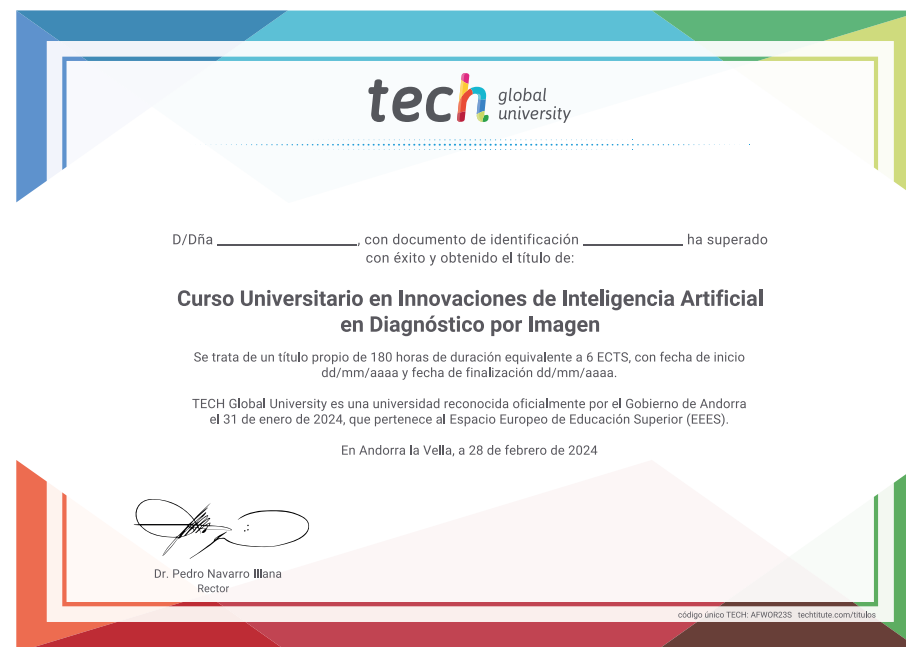 tech global university
D/Dña _________________, con documento de identificación ____________ ha superado
con éxito y obtenido el título de:
Curso Universitario en Innovaciones de Inteligencia Artificial
en Diagnóstico por Imagen
Se trata de un título propio de 180 horas de duración equivalente a 6 ECTS, con fecha de inicio
dd/mm/aaaa y fecha de finalización dd/mm/aaaa.
TECH Global University es una universidad reconocida oficialmente por el Gobierno de Andorra
el 31 de enero de 2024, que pertenece al Espacio Europeo de Educación Superior (EEES).
En Andorra la Vella, a 28 de febrero de 2024
Dr. Pedro Navarro Illana
Rector
código único TECH: AFWOR23S techtitute.com/titulos